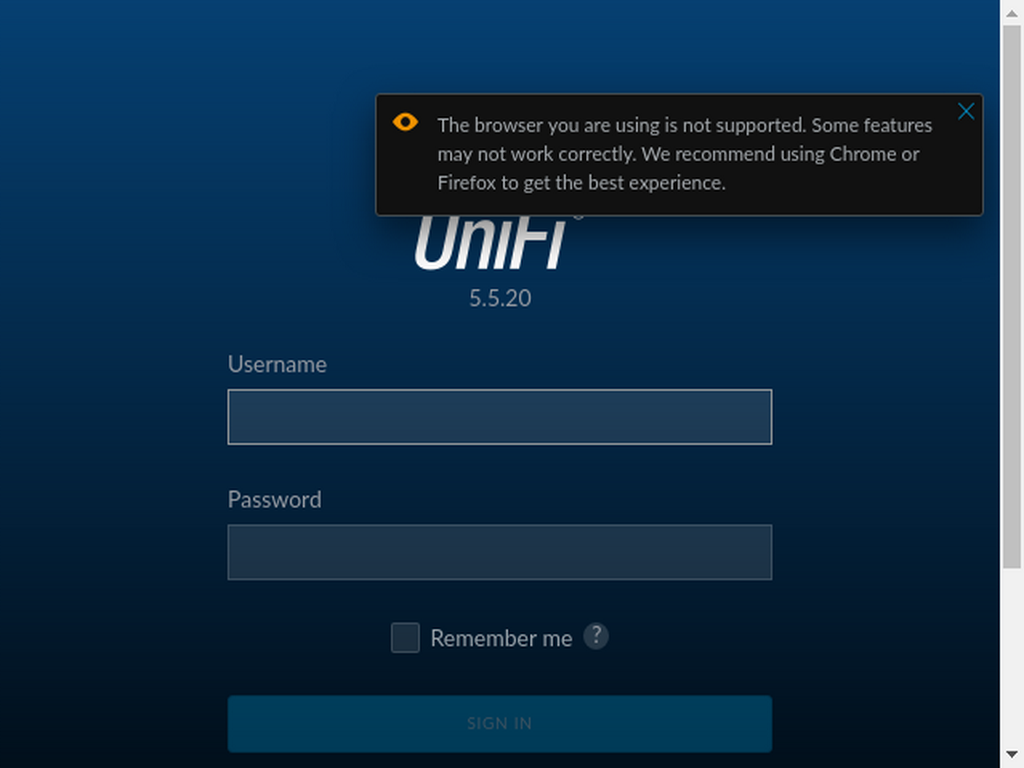 The browser you are using is not supported. Some features
may not work correctly. We recommend using Chrome or
Firefox to get the best experience.
UniFi
5.5.20
Username
Password
Remember me ?
SIGN IN